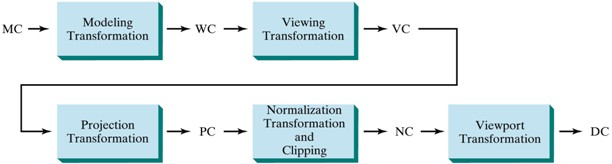 MC
Modeling
Transformation
WC
Viewing
Transformation
VC
Projection
Transformation
PC
Normalization
Transformation
and
Clipping
NC
Viewport
Transformation
DC